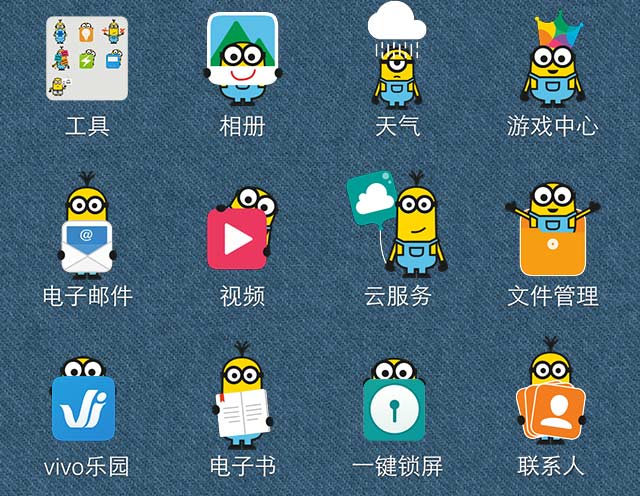 工具
相册
天气
游戏中心
@
电子邮件
视频
云服务
文件管理
vivo乐园
电子书
一键锁屏
联系人